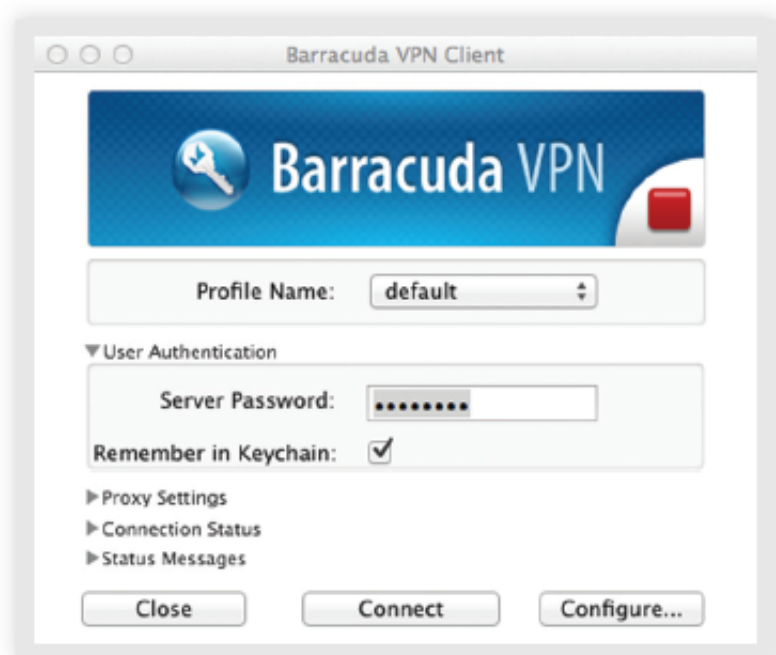 Barracuda VPN Client
Barracuda VPN
Profile Name: default
User Authentication
Server Password: ••••••••
Remember in Keychain:
Proxy Settings
Connection Status
Status Messages
Close Connect Configure...